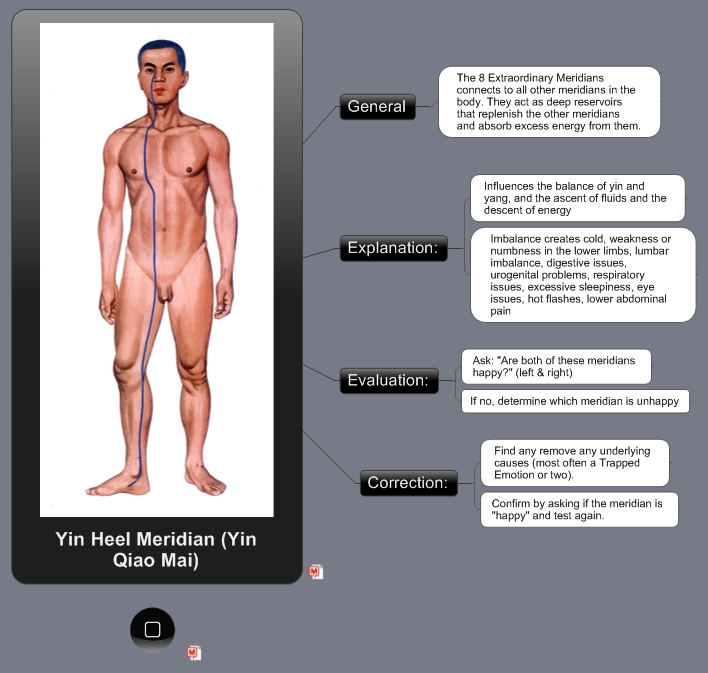 General
The 8 Extraordinary Meridians
connects to all other meridians in the
body. They act as deep reservoirs
that replenish the other meridians
and absorb excess energy from them.
Explanation:
Influences the balance of yin and
yang, and the ascent of fluids and the
descent of energy
Imbalance creates cold, weakness or
numbness in the lower limbs, lumbar
imbalance, digestive issues,
urogenital problems, respiratory
issues, excessive sleepiness, eye
issues, hot flashes, lower abdominal
pain
Evaluation:
Ask: "Are both of these meridians
happy?" (left & right)
If no, determine which meridian is unhappy
Correction:
Find any remove any underlying
causes (most often a Trapped
Emotion or two).
Confirm by asking if the meridian is
"happy" and test again.
Yin Heel Meridian (Yin
Qiao Mai)
M
M